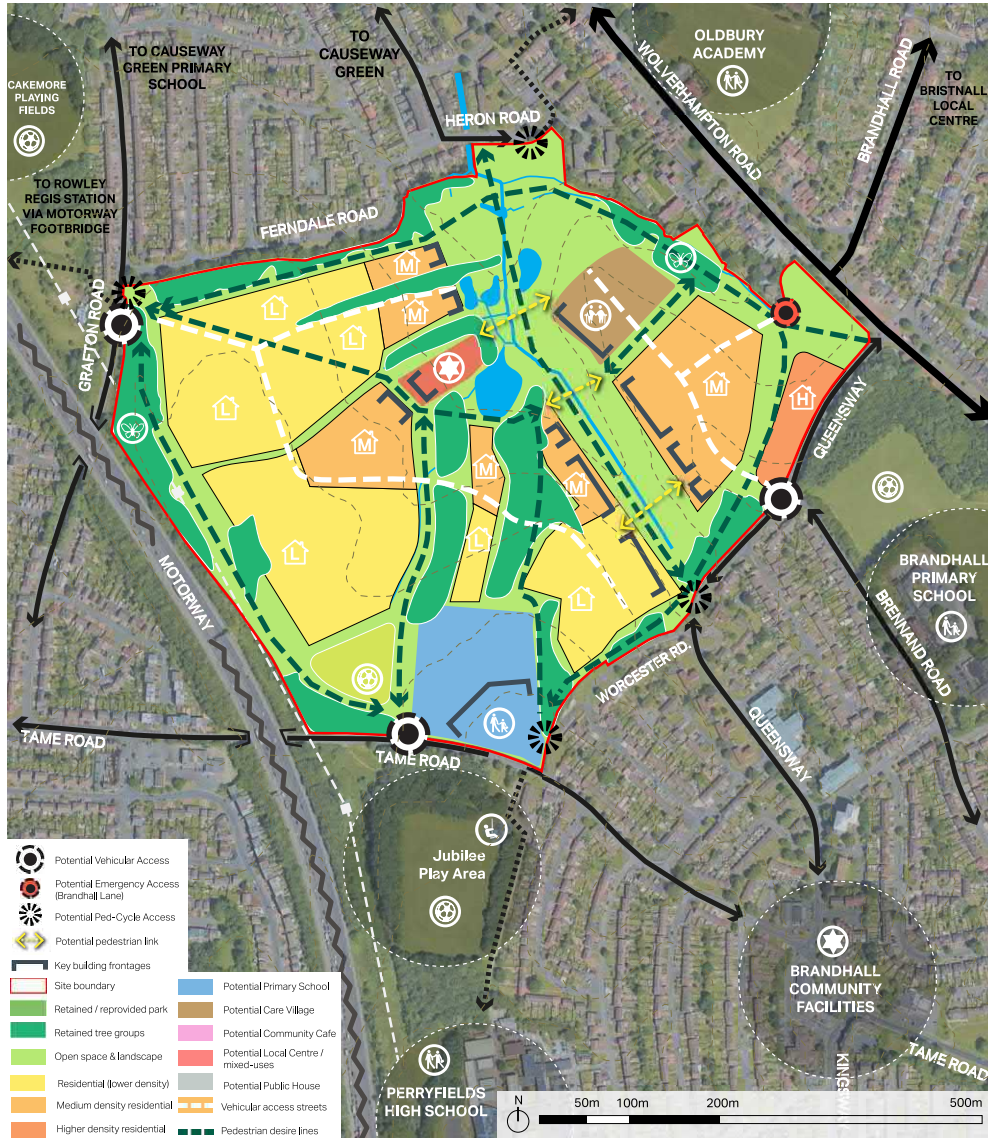 TO CAUSEWAY
GREEN PRIMARY
SCHOOL
TO
CAUSEWAY
GREEN
OLDBURY
ACADEMY
CAKEMORE
PLAYING
FIELDS
WOLVERHAMPTON ROAD
BRANDHALL ROAD
TO
BRISTNALL
LOCAL
CENTRE
HERON ROAD
TO ROWLEY
REGIS STATION
VIA MOTORWAY
FOOTBRIDGE
FERNDALE ROAD
GRAFTON ROAD
M
L
M
L
L
M
H
QUEENSWAY
L
M
M
M
L
L
L
MOTORWAY
BRANDHALL
PRIMARY
SCHOOL
BRENNAND ROAD
WORCESTER RD.
QUEENSWAY
TAME ROAD
TAME ROAD
Jubilee
Play Area
BRANDHALL
COMMUNITY
FACILITIES
TAME ROAD
PERRYFIELDS
HIGH SCHOOL
Potential Vehicular Access
Potential Emergency Access
(Brandhall Lane)
Potential Ped-Cycle Access
Potential pedestrian link
Key building frontages
Site boundary
Retained / reprovided park
Retained tree groups
Open space & landscape
Residential (lower density)
Medium density residential
Higher density residential
Potential Primary School
Potential Care Village
Potential Community Cafe
Potential Local Centre /
mixed-uses
Potential Public House
Vehicular access streets
Pedestrian desire lines
N
50m 100m 200m 500m